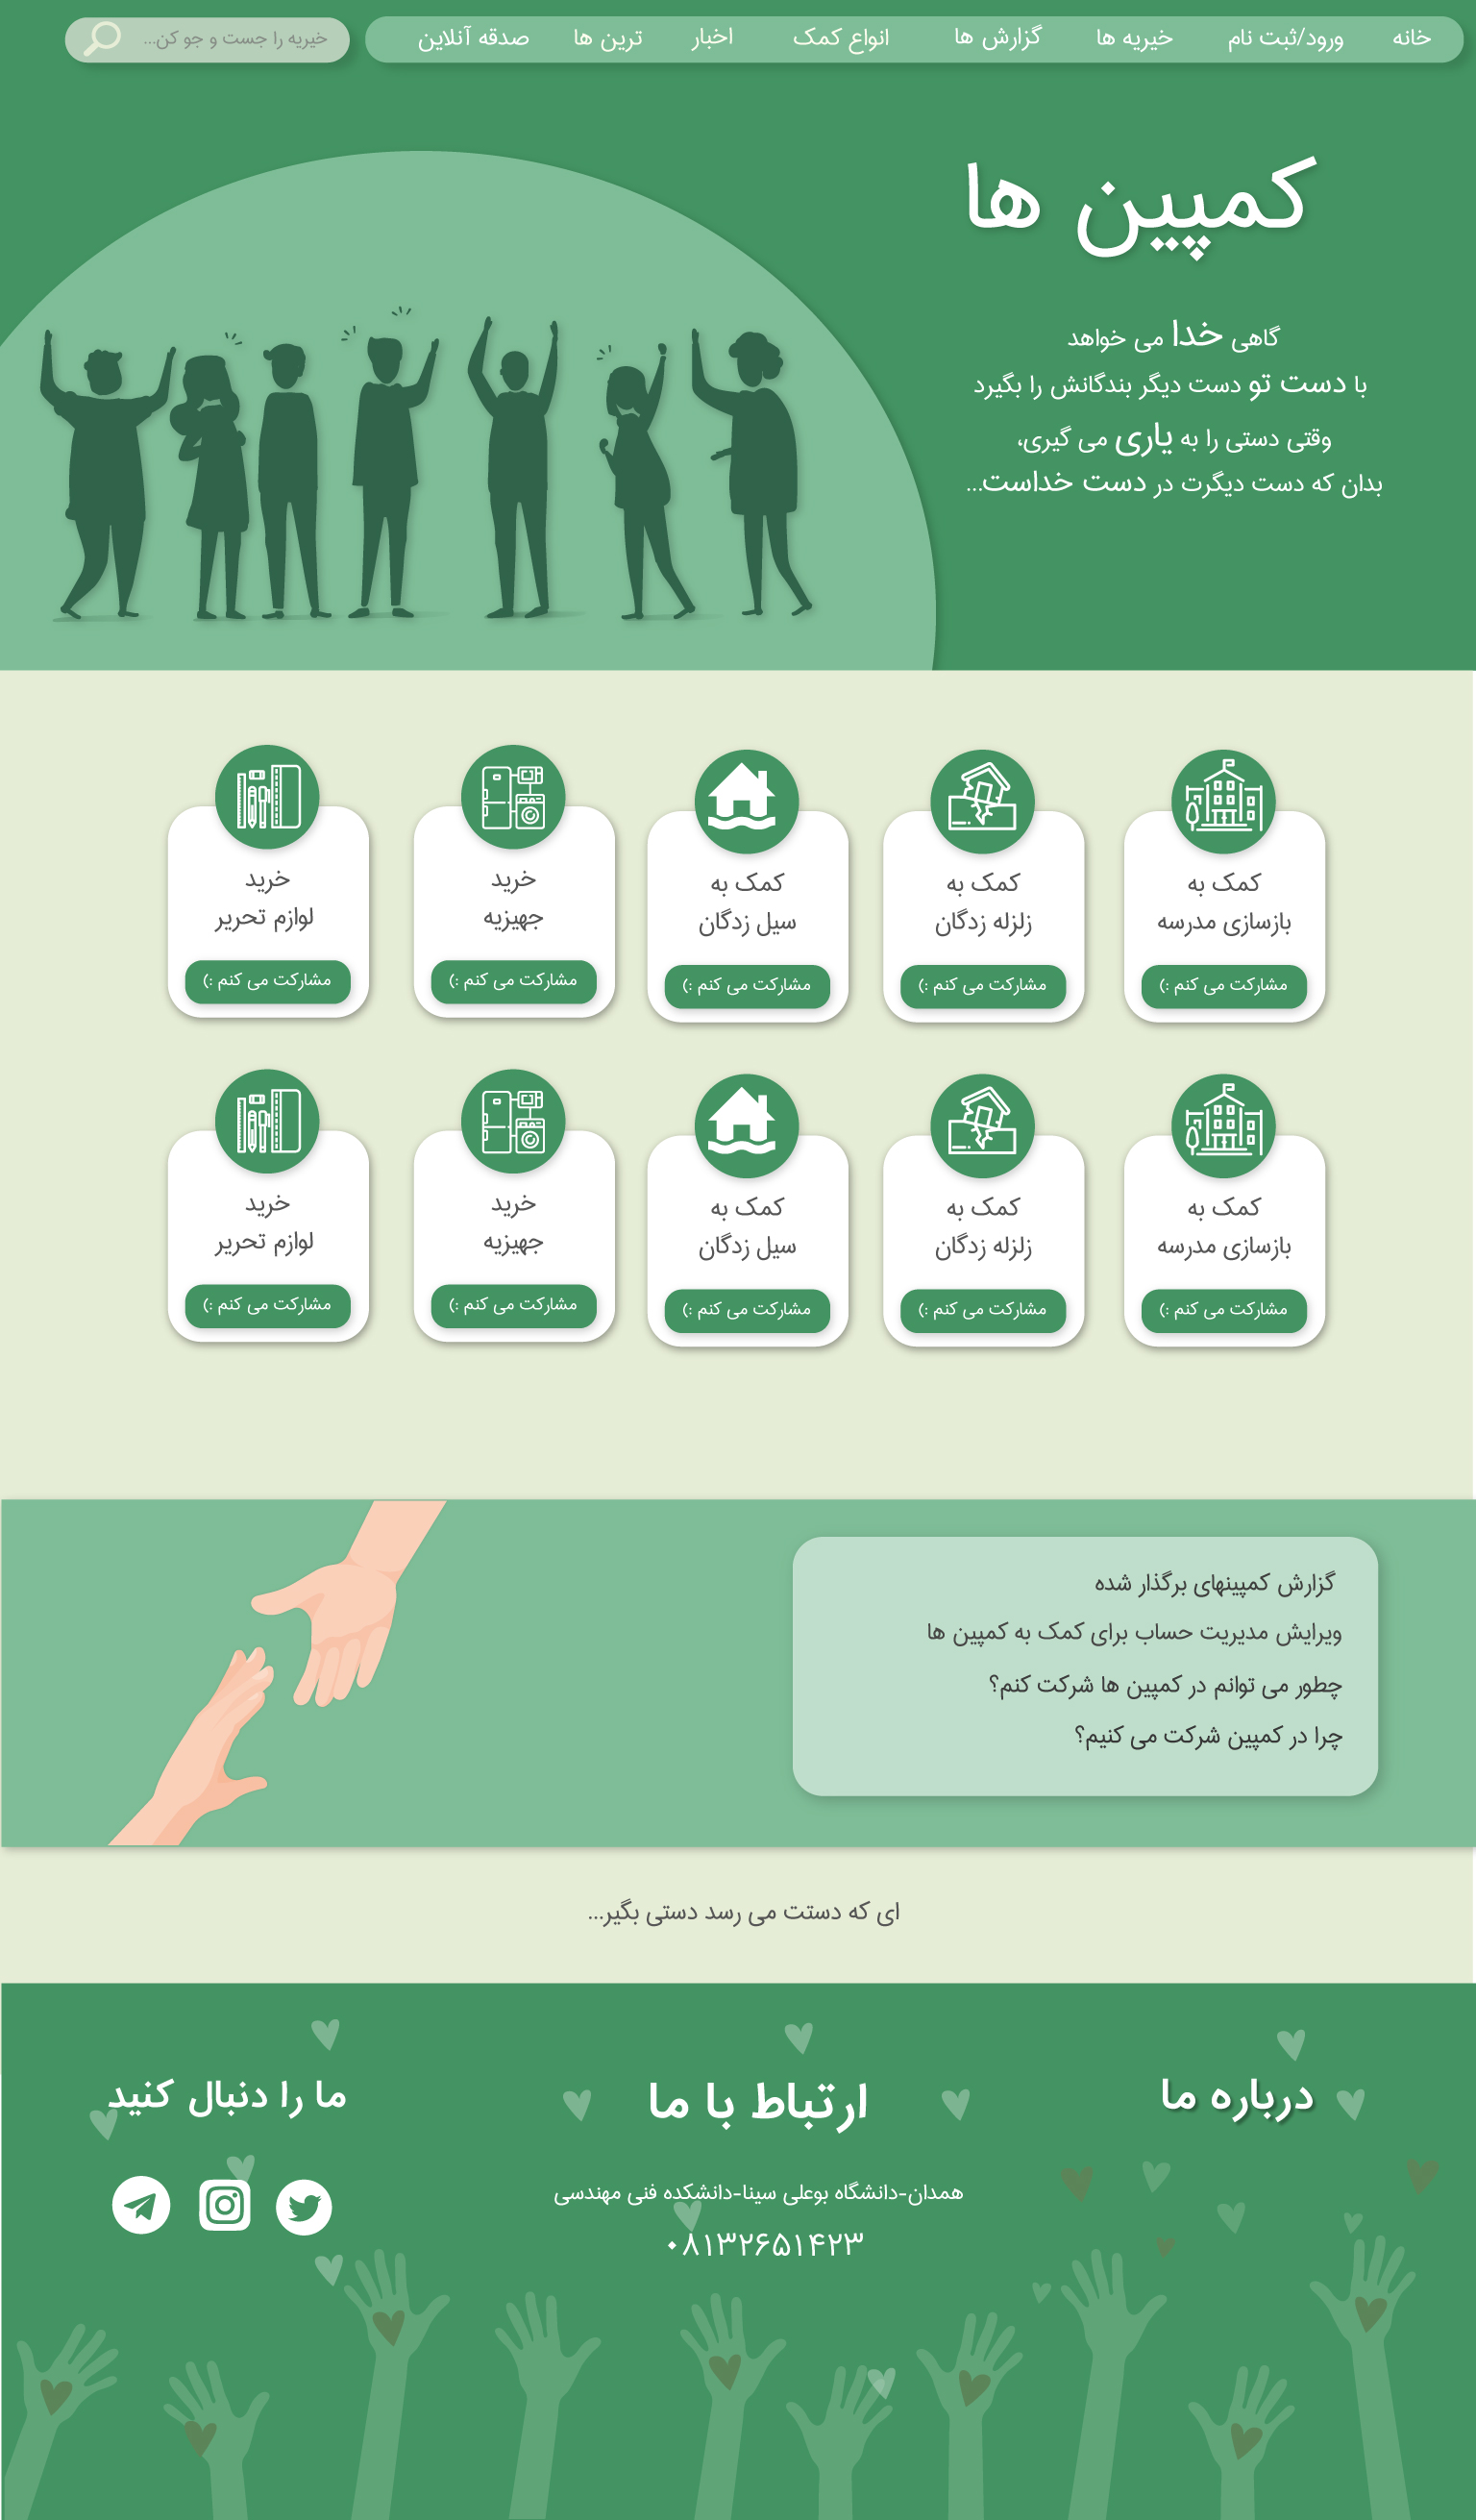 خانه
ورود/ثبت نام
خیریه ها
گزارش ها
انواع کمک
اخبار
ترین ها
صدقه آنلاین
خیریه را جست و جو کن...
کمپین ها
گاهی خدا می خواهد
با دست تو دست دیگر بندگانش را بگیرد
وقتی دستی را به یاری می گیری،
بدان که دست دیگرت در دست خداست...
کمک به
بازسازی مدرسه
مشارکت می کنم :)
کمک به
زلزله زدگان
مشارکت می کنم :)
کمک به
سیل زدگان
مشارکت می کنم :)
خرید
جهیزیه
مشارکت می کنم :)
خرید
لوازم تحریر
مشارکت می کنم :)
کمک به
بازسازی مدرسه
مشارکت می کنم :)
کمک به
زلزله زدگان
مشارکت می کنم :)
کمک به
سیل زدگان
مشارکت می کنم :)
خرید
جهیزیه
مشارکت می کنم :)
خرید
لوازم تحریر
مشارکت می کنم :)
گزارش کمپینهای برگذار شده
ویرایش مدیریت حساب برای کمک به کمپین ها
چطور می توانم در کمپین ها شرکت کنم؟
چرا در کمپین شرکت می کنیم؟
ای که دستت می رسد دستی بگیر...
درباره ما
ارتباط با ما
همدان-دانشگاه بوعلی سینا-دانشکده فنی مهندسی
۰۸۱۳۲۶۵۱۴۲۳
ما را دنبال کنید